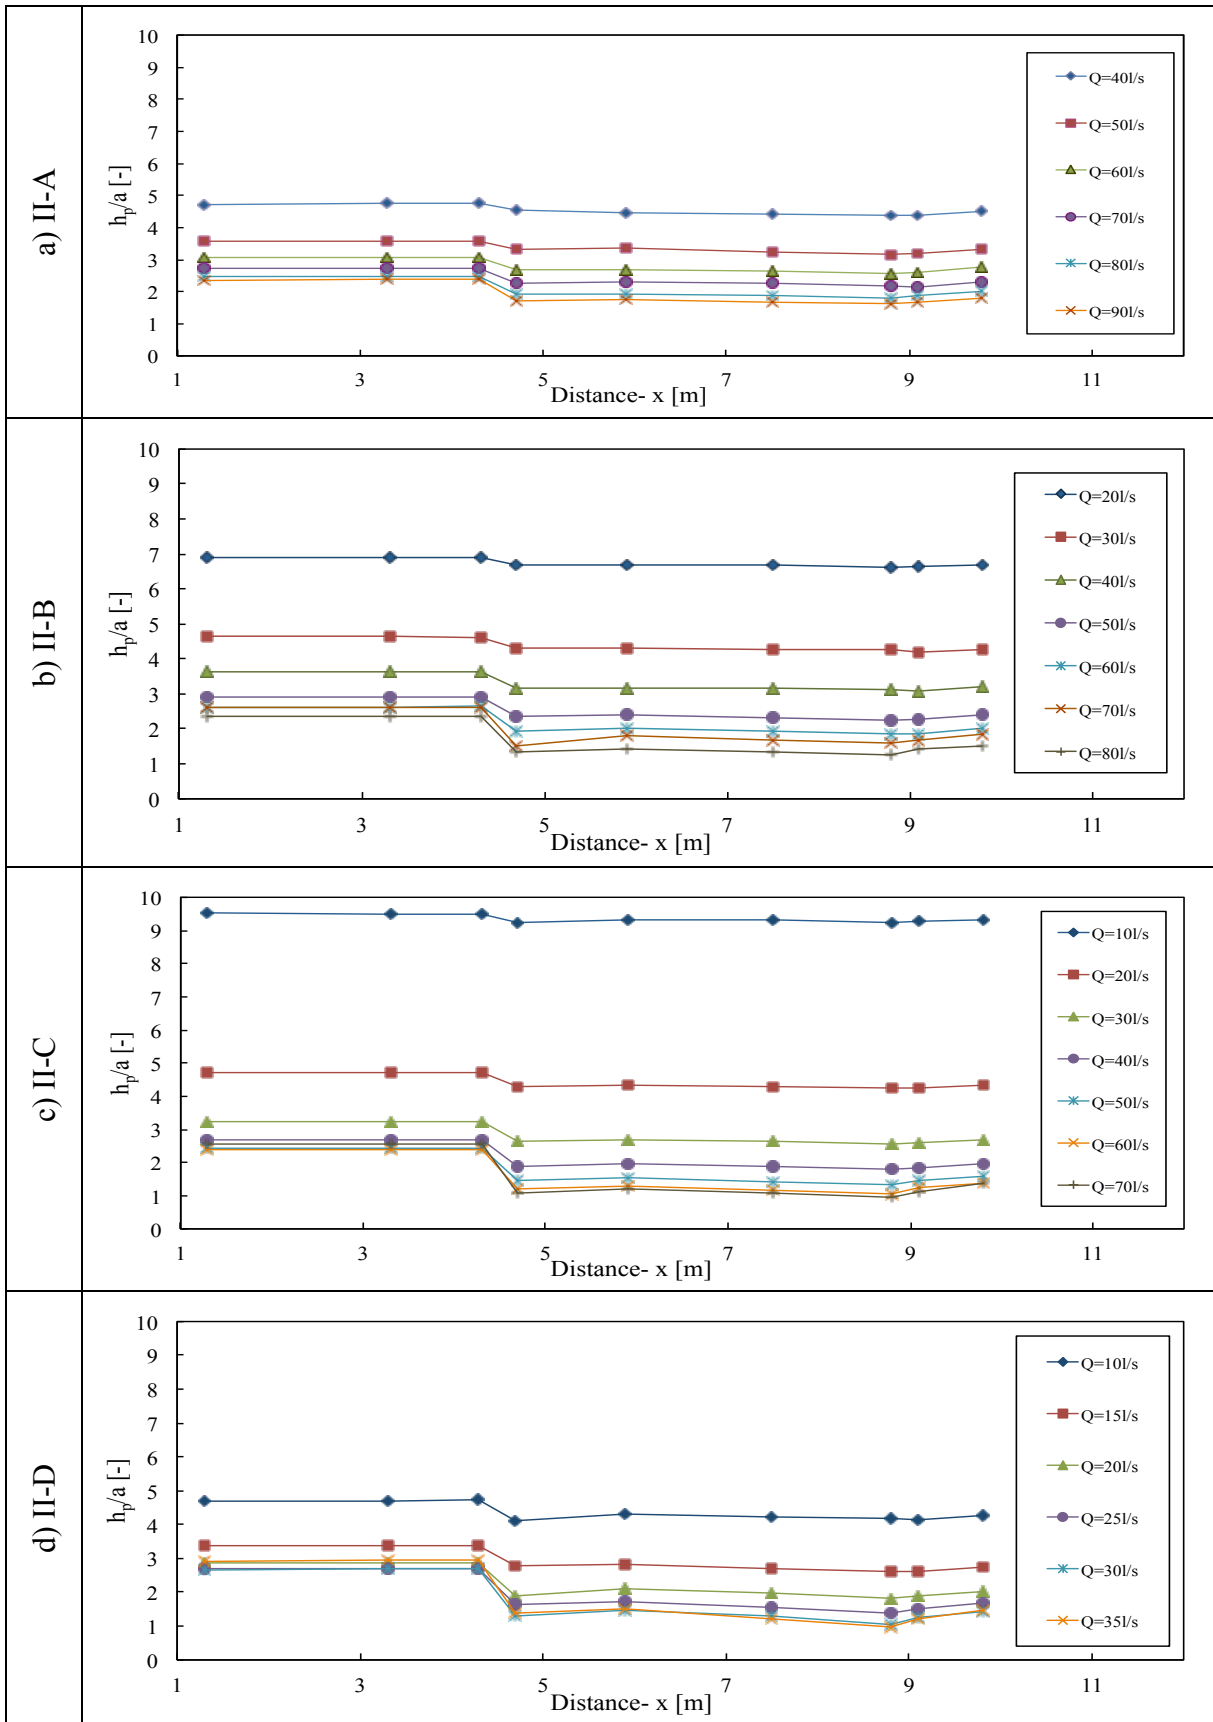 a) II-A
10
9
8
7
6
5
4
3
2
1
0
hp/a [-]
1 3 5 7 9 11
Distance- x [m]
Q=40l/s
Q=50l/s
Q=60l/s
Q=70l/s
Q=80l/s
Q=90l/s
b) II-B
10
9
8
7
6
5
4
3
2
1
0
hp/a [-]
1 3 5 7 9 11
Distance- x [m]
Q=20l/s
Q=30l/s
Q=40l/s
Q=50l/s
Q=60l/s
Q=70l/s
Q=80l/s
c) II-C
10
9
8
7
6
5
4
3
2
1
0
hp/a [-]
1 3 5 7 9 11
Distance- x [m]
Q=10l/s
Q=20l/s
Q=30l/s
Q=40l/s
Q=50l/s
Q=60l/s
Q=70l/s
d) II-D
10
9
8
7
6
5
4
3
2
1
0
hp/a [-]
1 3 5 7 9 11
Distance- x [m]
Q=10l/s
Q=15l/s
Q=20l/s
Q=25l/s
Q=30l/s
Q=35l/s